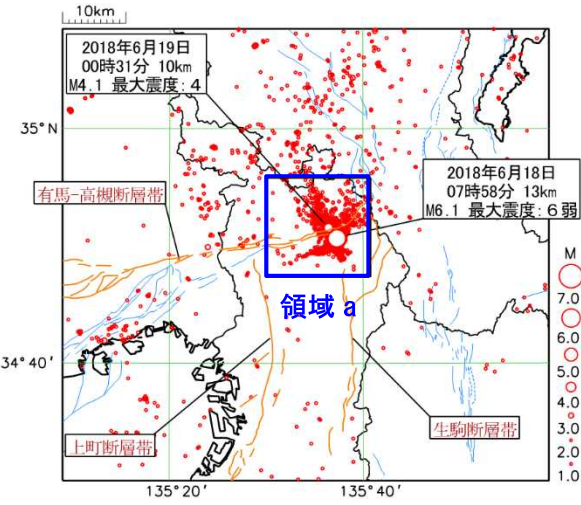 10km
2018年6月19日
00時31分 10km
M4.1 最大震度:4
35°N
2018年6月18日
07時58分 13km
M6.1 最大震度:6弱
有馬-高槻断層帯
領域 a
M
7.0
6.0
5.0
4.0
3.0
2.0
1.0
34°40′
上町断層帯
生駒断層帯
135°20′
135°40′